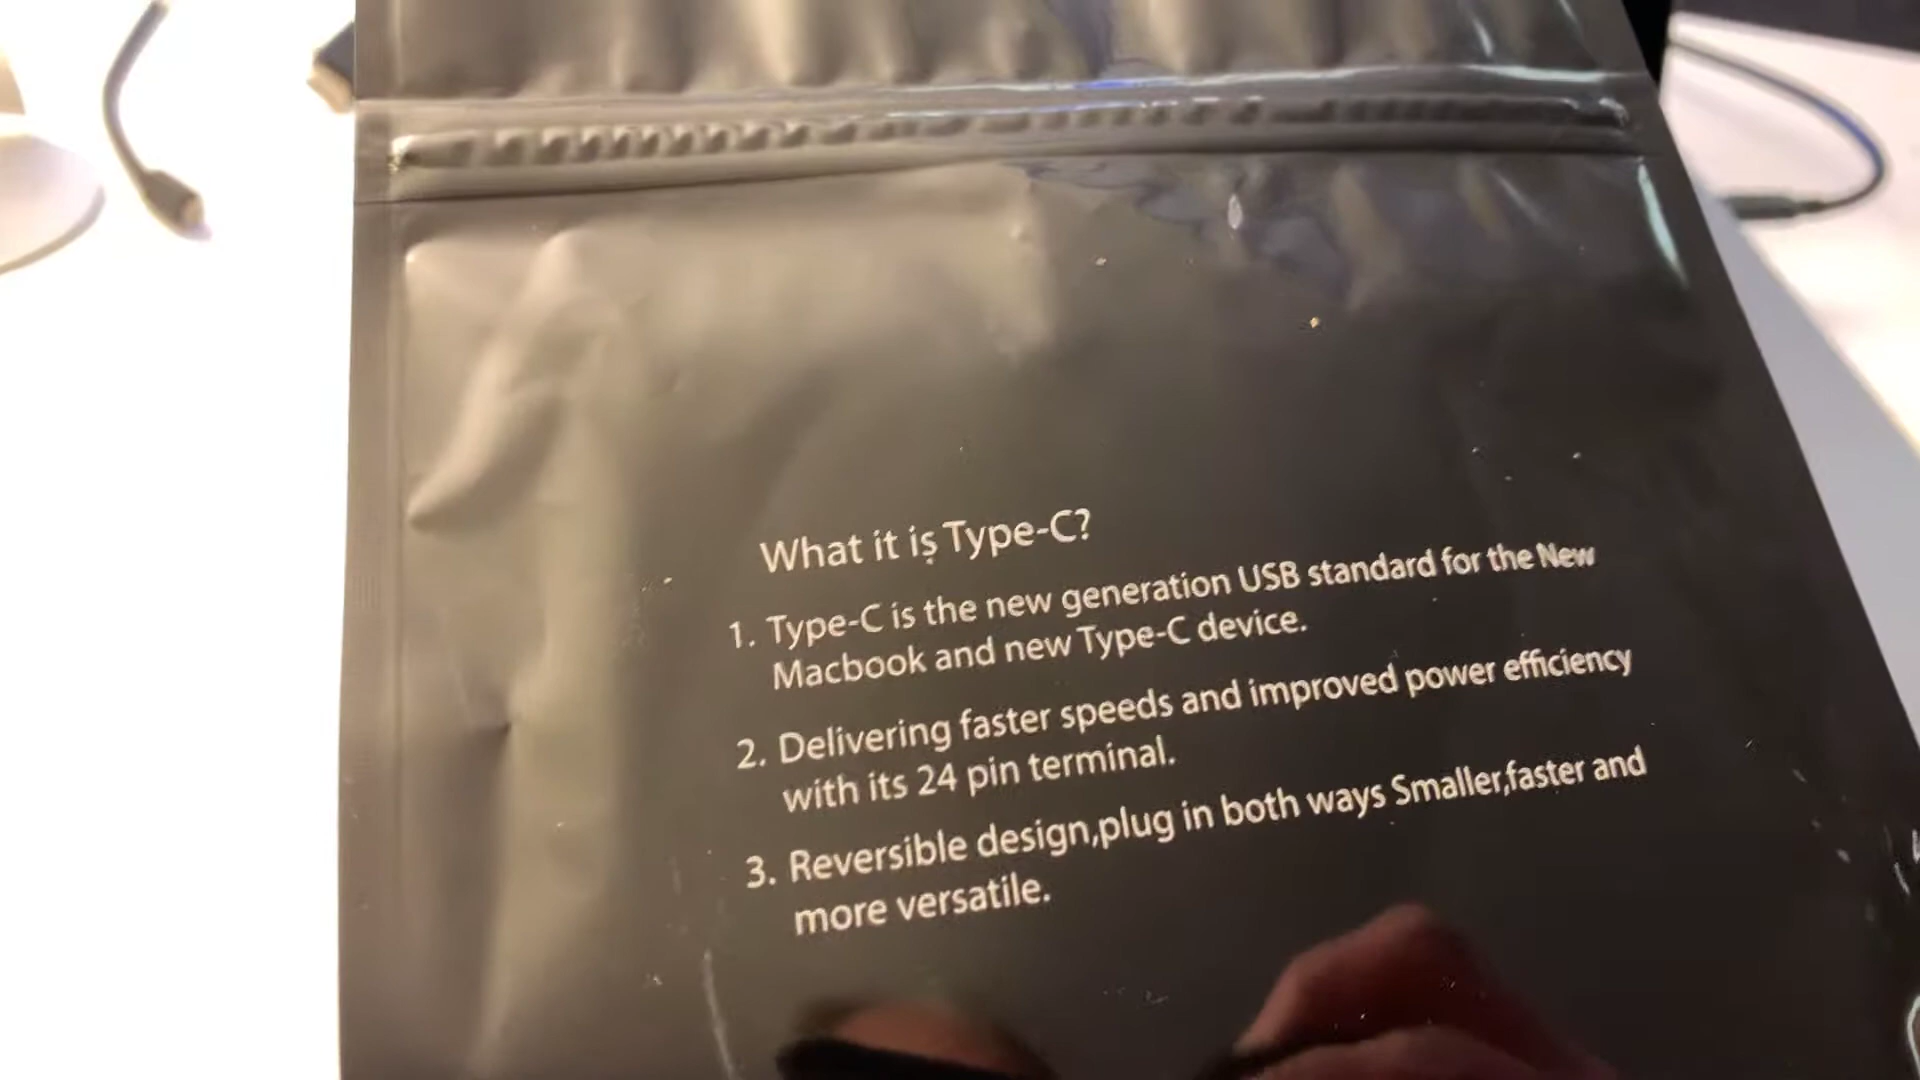 What it is Type-C?
1. Type-C is the new generation USB standard for the New
Macbook and new Type-C device.
2. Delivering faster speeds and improved power efficiency
with its 24 pin terminal.
3. Reversible design,plug in both ways Smaller,faster and
more versatile.